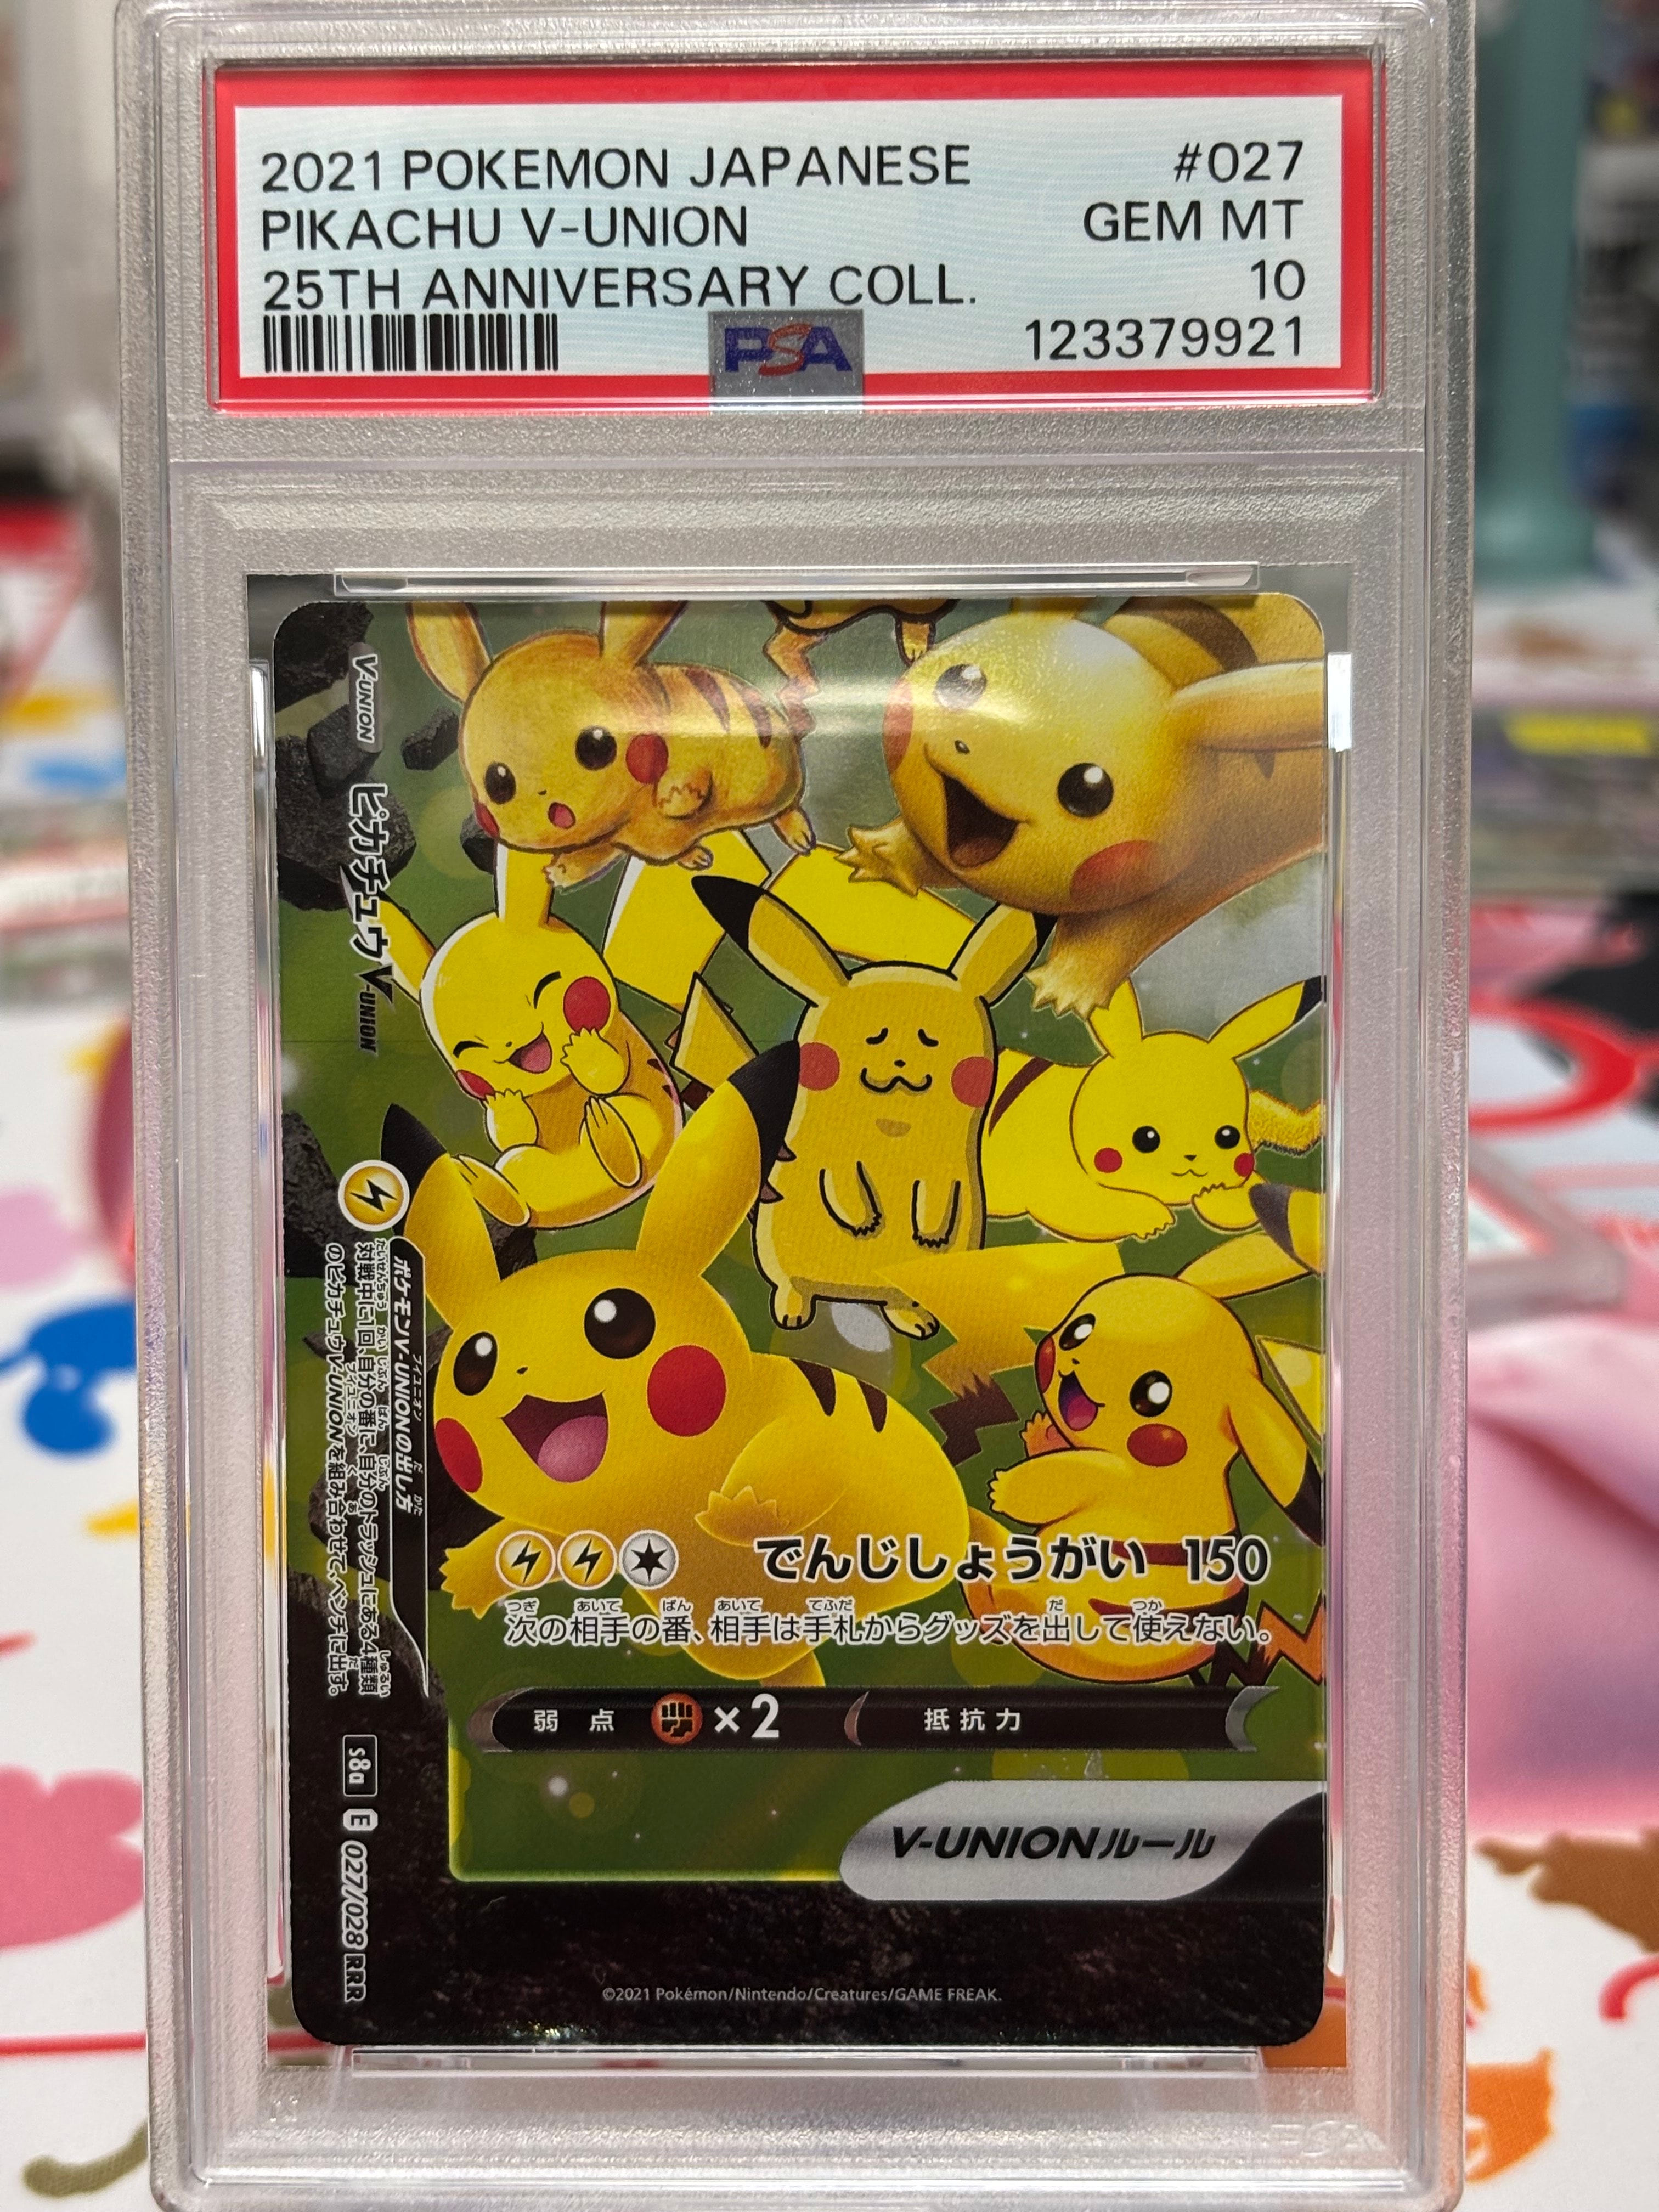 2021 POKEMON JAPANESE #027
PIKACHU V-UNION GEM MT
25TH ANNIVERSARY COLL. 10
PSA 123379921
V-UNION
ピカチュウV-UNION
ポケモンV-UNIONの出し方
対戦中に1回、自分の番に、自分のトラッシュにある4種類
のピカチュウV-UNIONを組み合わせて、ベンチに出す。
s8a E 027/028 RRR
でんじしょうがい 150
次の相手の番、相手は手札からグッズを出して使えない。
弱点 ×2 抵抗力
V-UNIONルール
©2021 Pokémon/Nintendo/Creatures/GAME FREAK.